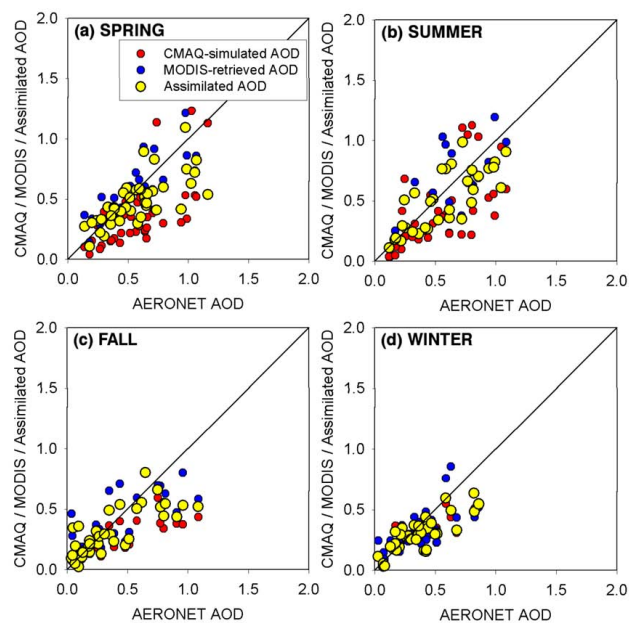 (a) SPRING
CMAQ-simulated AOD
MODIS-retrieved AOD
Assimilated AOD
2.0
1.5
1.0
0.5
0.0
CMAQ / MODIS / Assimilated AOD
0.0 0.5 1.0 1.5 2.0
AERONET AOD
(b) SUMMER
2.0
1.5
1.0
0.5
0.0
CMAQ / MODIS / Assimilated AOD
0.0 0.5 1.0 1.5 2.0
AERONET AOD
(c) FALL
2.0
1.5
1.0
0.5
0.0
CMAQ / MODIS / Assimilated AOD
0.0 0.5 1.0 1.5 2.0
AERONET AOD
(d) WINTER
2.0
1.5
1.0
0.5
0.0
CMAQ / MODIS / Assimilated AOD
0.0 0.5 1.0 1.5 2.0
AERONET AOD